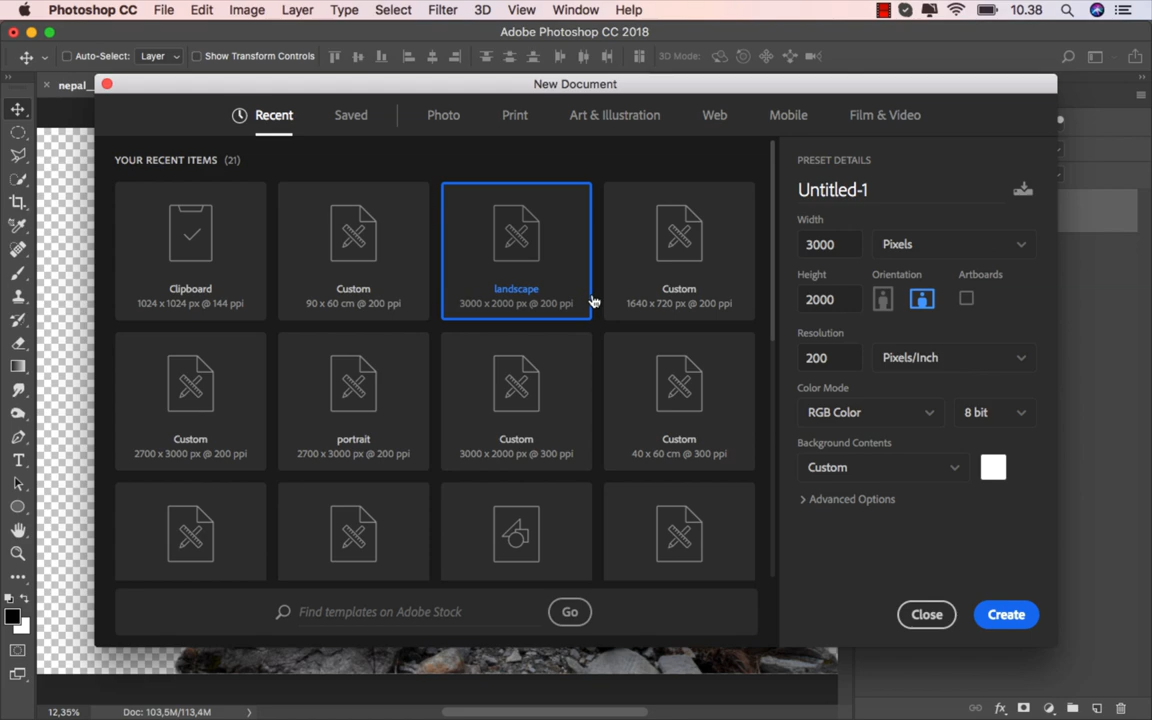 Photoshop CC File Edit Image Layer Type Select Filter 3D View Window Help 10.38
Adobe Photoshop CC 2018
Auto-Select: Layer Show Transform Controls 3D Mode:
nepal_
New Document
Recent Saved Photo Print Art & Illustration Web Mobile Film & Video
YOUR RECENT ITEMS (21)
Clipboard
1024 x 1024 px @ 144 ppi
Custom
90 x 60 cm @ 200 ppi
landscape
3000 x 2000 px @ 200 ppi
Custom
1640 x 720 px @ 200 ppi
Custom
2700 x 3000 px @ 200 ppi
portrait
2700 x 3000 px @ 200 ppi
Custom
3000 x 2000 px @ 300 ppi
Custom
40 x 60 cm @ 300 ppi
Find templates on Adobe Stock Go
PRESET DETAILS
Untitled-1
Width
3000 Pixels
Height Orientation Artboards
2000
Resolution
200 Pixels/Inch
Color Mode
RGB Color 8 bit
Background Contents
Custom
Advanced Options
Close Create
12,35% Doc: 103,5M/113,4M